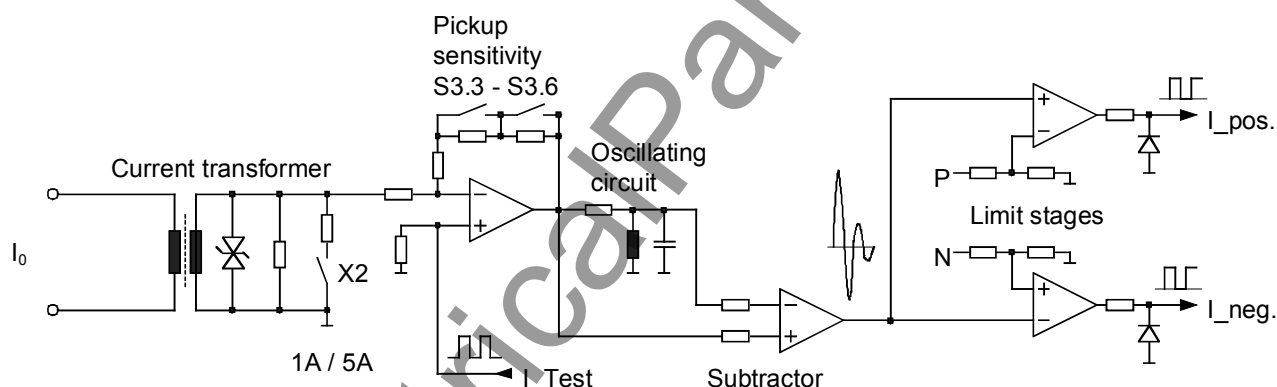 Pickup
sensitivity
S3.3 - S3.6
Current transformer
Oscillating
circuit
I_pos.
P
Limit stages
I0
X2
N
I_neg.
1A / 5A
I_Test
Subtractor